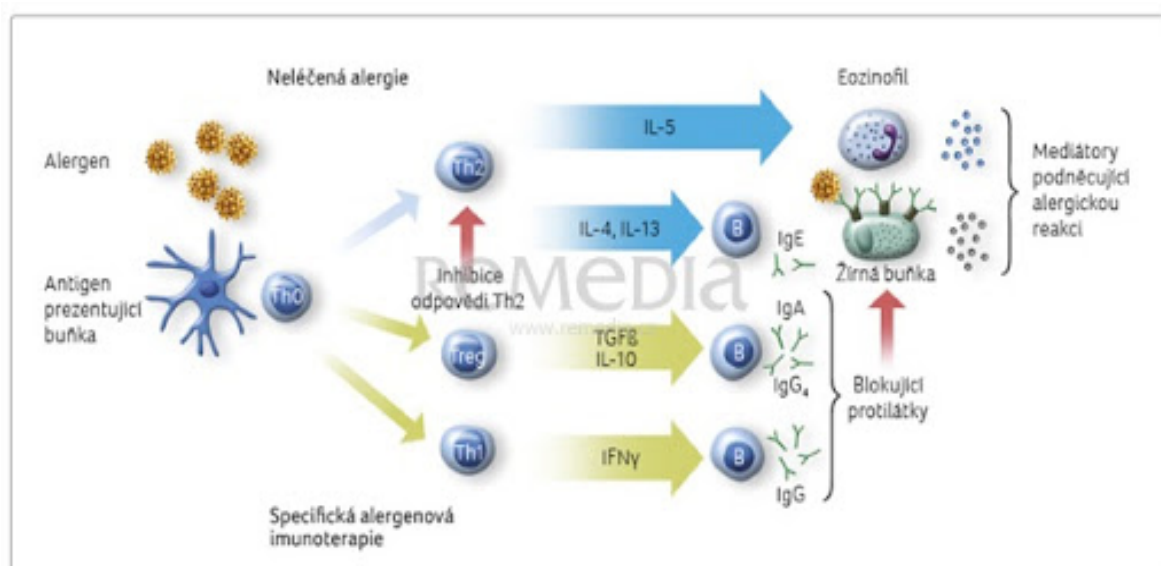 Neléčená alergie
Eozinofil
Alergen
Th2
IL-5
Mediátory
podněcující
alergickou
reakci
IL-4, IL-13
B
IgE
Žírná buňka
Antigen
prezentující
buňka
Th0
Inhibice
odpovědi Th2
REMEDIA
Treg
TGFß
IL-10
B
IgA
IgG₄
Blokující
protilátky
Th1
IFNγ
B
IgG
Specifická alergenová
imunoterapie